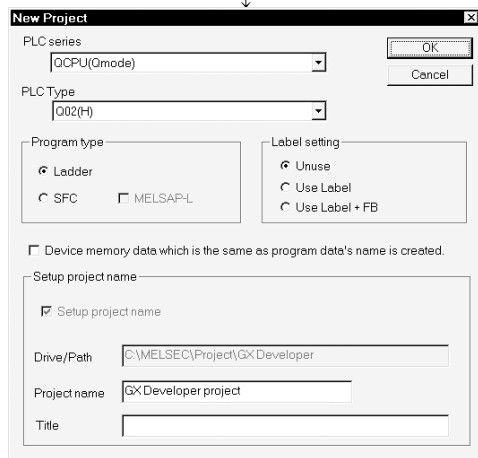 New Project
PLC series
QCPU(Qmode)
OK
Cancel
PLC Type
Q02(H)
Program type
Ladder
SFC
MELSAP-L
Label setting
Unuse
Use Label
Use Label + FB
Device memory data which is the same as program data's name is created.
Setup project name
Setup project name
Drive/Path
C:\MELSEC\Project\GX Developer
Project name
GX Developer project
Title